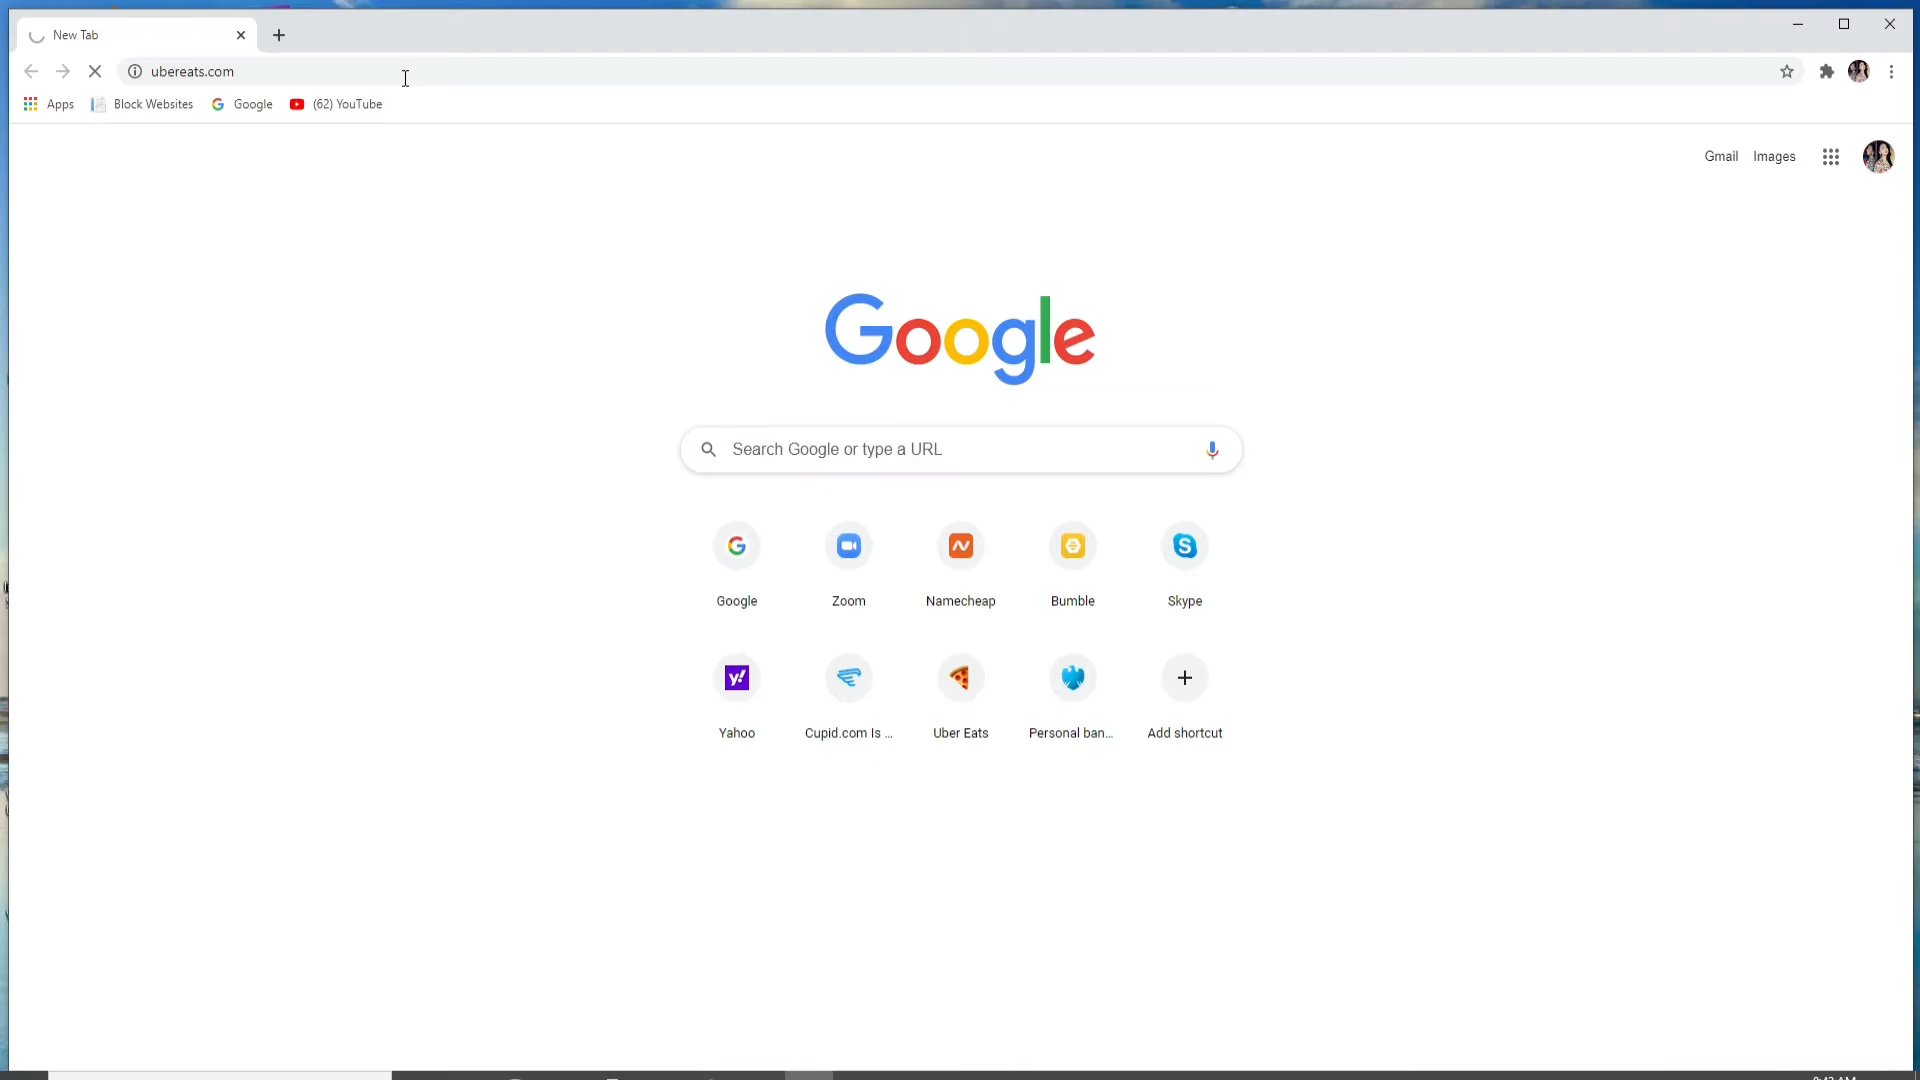 New Tab
ubereats.com
Apps
Block Websites
Google
(62) YouTube
Gmail
Images
Google
Search Google or type a URL
Google
Zoom
Namecheap
Bumble
Skype
Yahoo
Cupid.com Is ...
Uber Eats
Personal ban...
Add shortcut